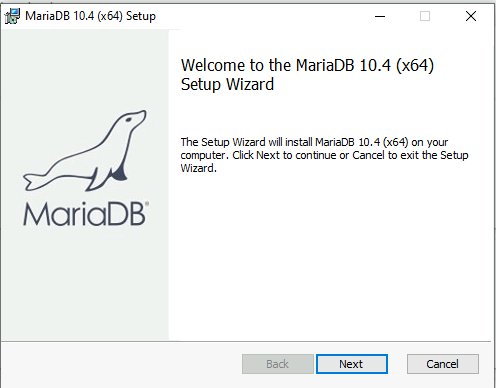 MariaDB 10.4 (x64) Setup
Welcome to the MariaDB 10.4 (x64)
Setup Wizard
The Setup Wizard will install MariaDB 10.4 (x64) on your
computer. Click Next to continue or Cancel to exit the Setup
Wizard.
MariaDB®
Back
Next
Cancel